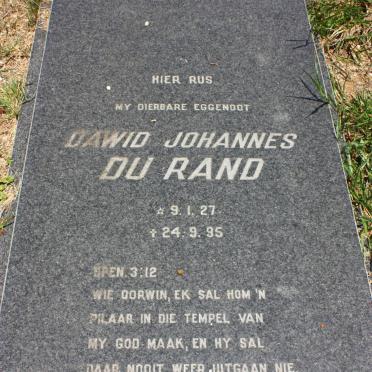 HIER RUS
MY DIERBARE EGGENOOT
DAWID JOHANNES
DU RAND
☆ 9.1.27
✝ 24.9.95
OPEN. 3:12
WIE OORWIN, EK SAL HOM 'N
PILAAR IN DIE TEMPEL VAN
MY GOD MAAK, EN HY SAL
DAAR NOOIT WEER UITGAAN NIE